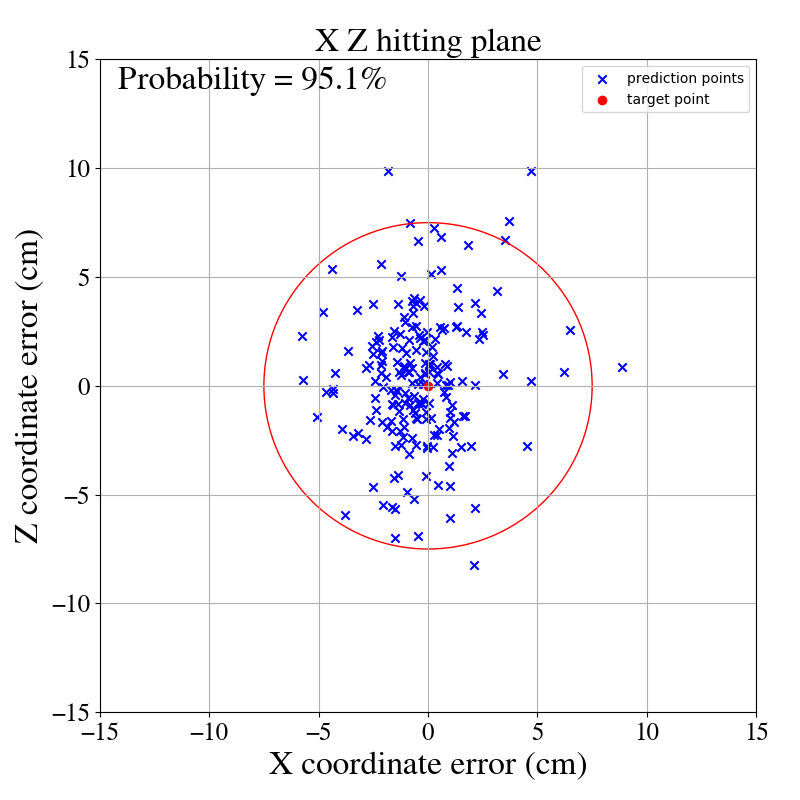 X Z hitting plane
Probability = 95.1%
prediction points
target point
15
10
5
0
−5
−10
−15
−15
−10
−5
0
5
10
15
Z coordinate error (cm)
X coordinate error (cm)